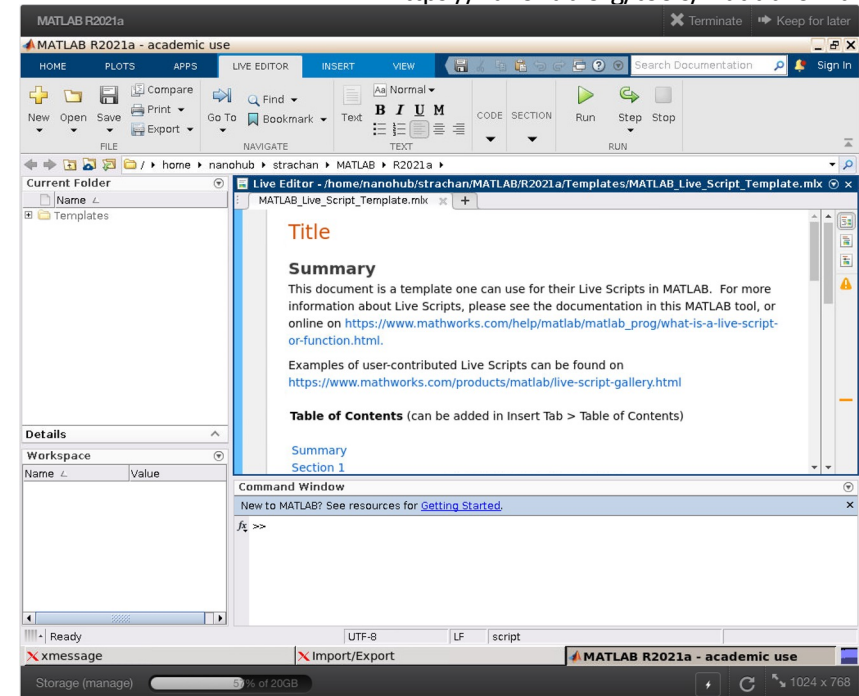 MATLAB R2021a
Terminate
Keep for later
MATLAB R2021a - academic use
HOME
PLOTS
APPS
LIVE EDITOR
INSERT
VIEW
Search Documentation
Sign In
New
Open
Save
Compare
Print
Export
FILE
Go To
Find
Bookmark
NAVIGATE
Text
Aa Normal
B I U M
TEXT
CODE
SECTION
Run
Step
Stop
RUN
/ home nanohub strachan MATLAB R2021a
Current Folder
Name
Templates
Details
Workspace
Name
Value
Live Editor - /home/nanohub/strachan/MATLAB/R2021a/Templates/MATLAB_Live_Script_Template.mlx
MATLAB_Live_Script_Template.mlx
Title
Summary
This document is a template one can use for their Live Scripts in MATLAB. For more
information about Live Scripts, please see the documentation in this MATLAB tool, or
online on https://www.mathworks.com/help/matlab/matlab_prog/what-is-a-live-script-
or-function.html.
Examples of user-contributed Live Scripts can be found on
https://www.mathworks.com/products/matlab/live-script-gallery.html
Table of Contents (can be added in Insert Tab > Table of Contents)
Summary
Section 1
Command Window
New to MATLAB? See resources for Getting Started.
fx >>
Ready
UTF-8
LF
script
xmessage
Import/Export
MATLAB R2021a - academic use
Storage (manage)
of 20GB
1024 x 768